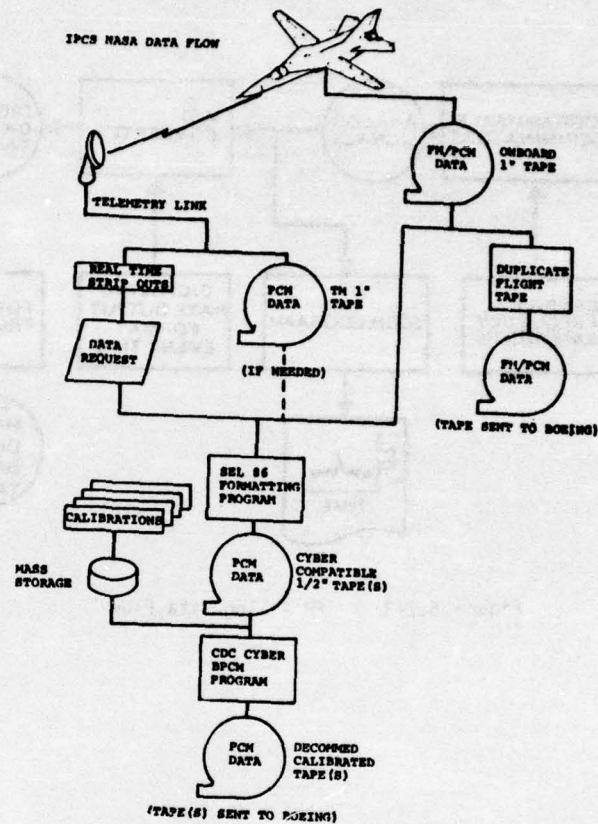 IPCS NASA DATA FLOW
FM/PCM
DATA
ONBOARD
1" TAPE
TELEMETRY LINK
REAL TIME
STRIP OUTS
PCM
DATA
TM 1"
TAPE
DUPLICATE
FLIGHT
TAPE
DATA
REQUEST
(IF NEEDED)
FM/PCM
DATA
(TAPE SENT TO BOEING)
SEL 86
FORMATTING
PROGRAM
CALIBRATIONS
MASS
STORAGE
PCM
DATA
CYBER
COMPATIBLE
1/2" TAPE(S)
CDC CYBER
BPCM
PROGRAM
PCM
DATA
DECOMMED
CALIBRATED
TAPE(S)
(TAPE(S) SENT TO BOEING)